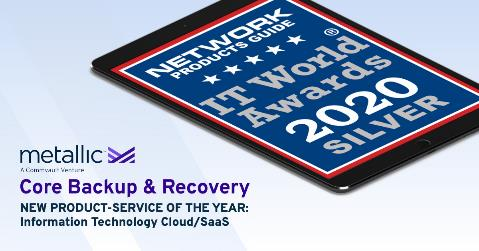 NETWORK
PRODUCTS GUIDE
IT World
Awards®
2020
SILVER
metallic
A Commvault Venture
Core Backup & Recovery
NEW PRODUCT-SERVICE OF THE YEAR:
Information Technology Cloud/SaaS